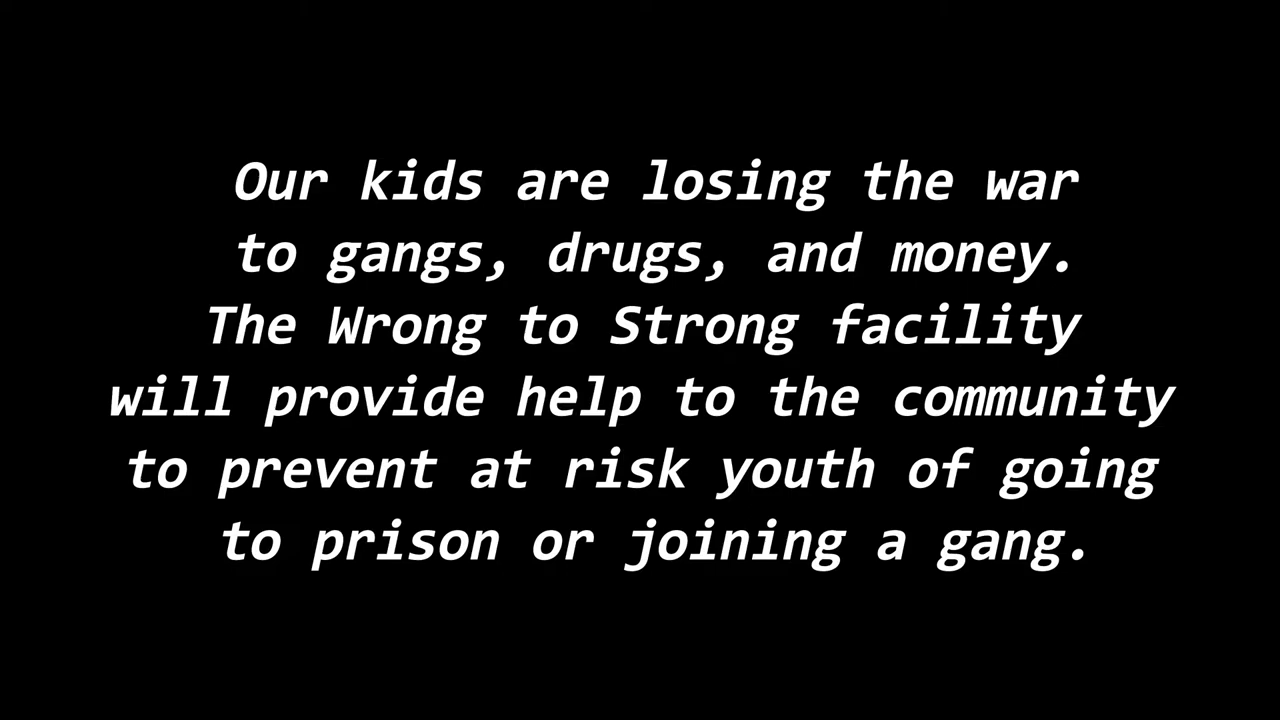 Our kids are losing the war
to gangs, drugs, and money.
The Wrong to Strong facility
will provide help to the community
to prevent at risk youth of going
to prison or joining a gang.